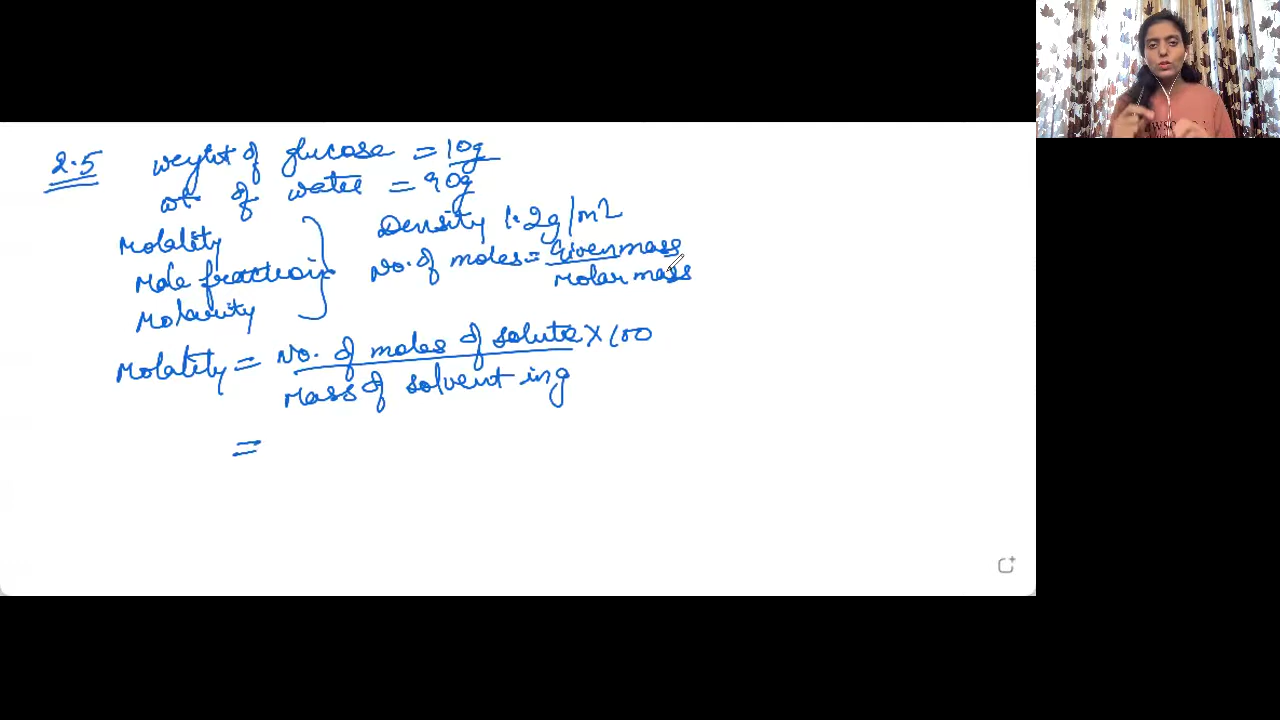 2.5 Weight of glucose = 10g
wt. of water = 90g
Molality
Mole fraction
Molarity
Density 1.2g/ml
No. of moles = Given mass
Molar mass
Molality = No. of moles of solute × 100
Mass of solvent in g
=